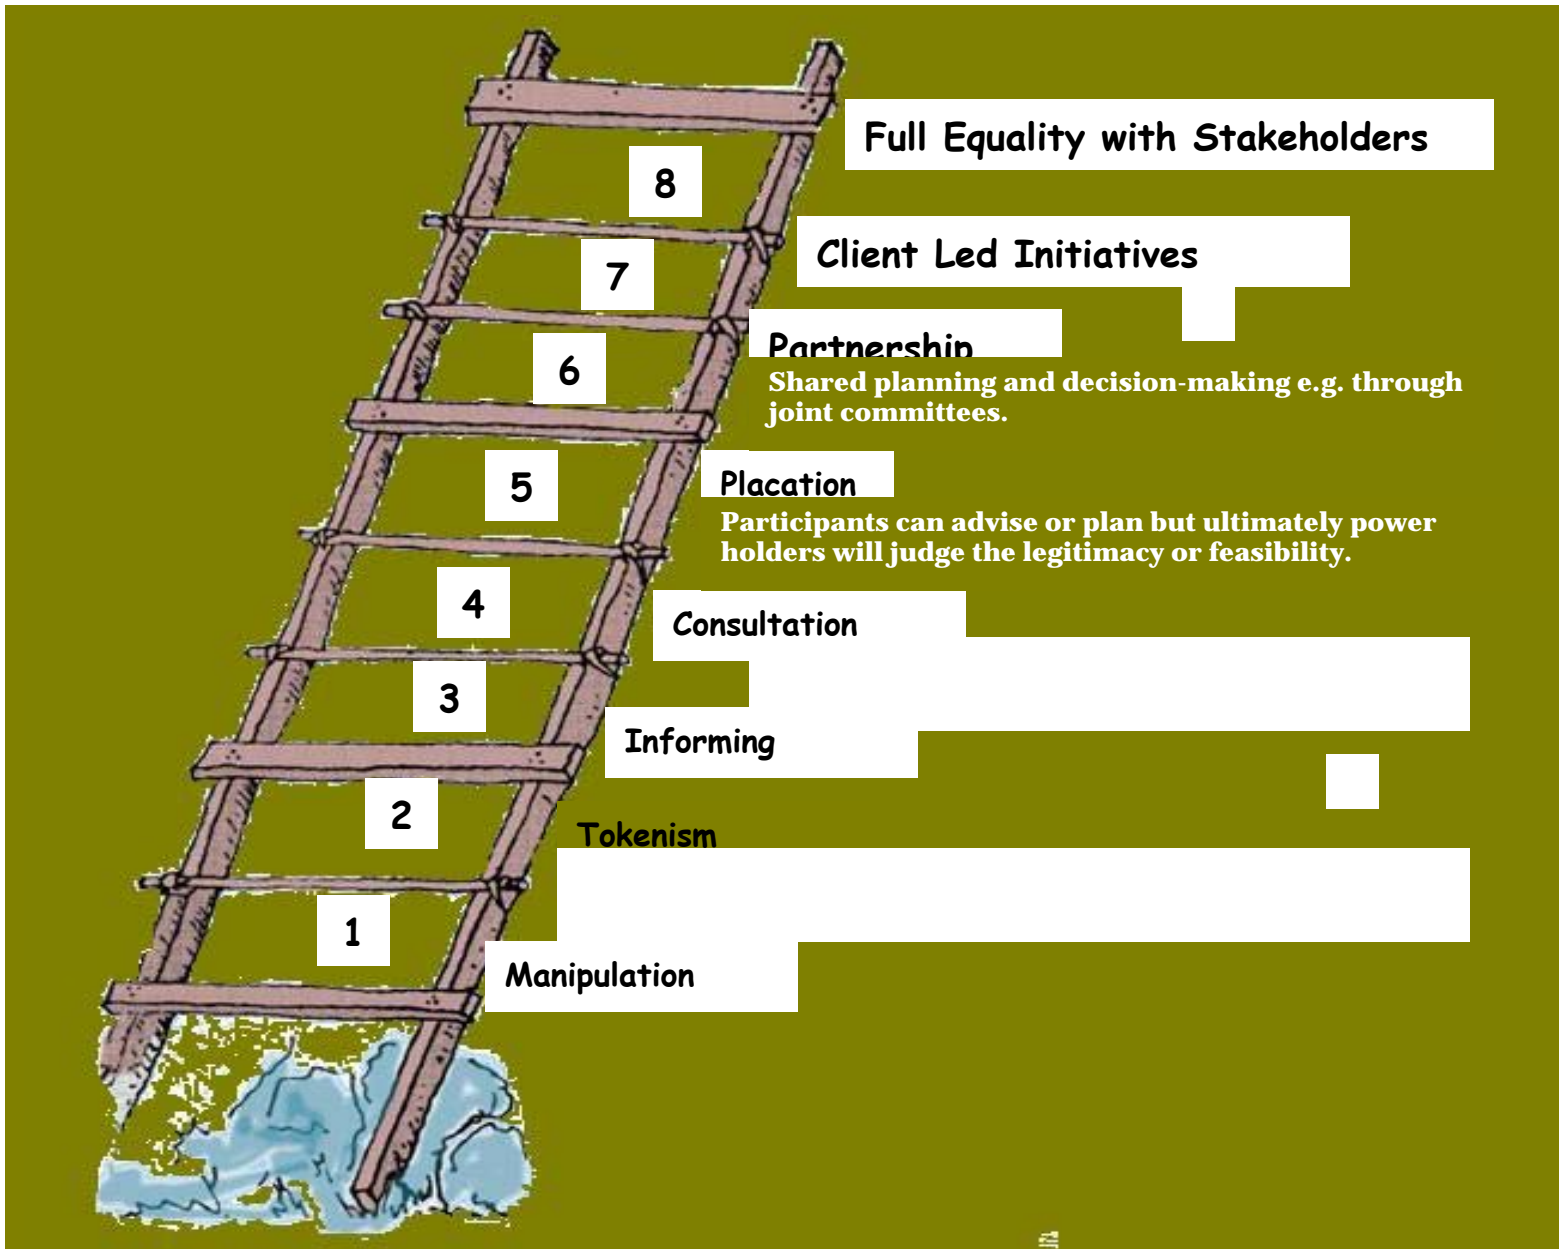 8
Full Equality with Stakeholders
7
Client Led Initiatives
6
Partnership
Shared planning and decision-making e.g. through
joint committees.
5
Placation
Participants can advise or plan but ultimately power
holders will judge the legitimacy or feasibility.
4
Consultation
3
Informing
2
Tokenism
1
Manipulation